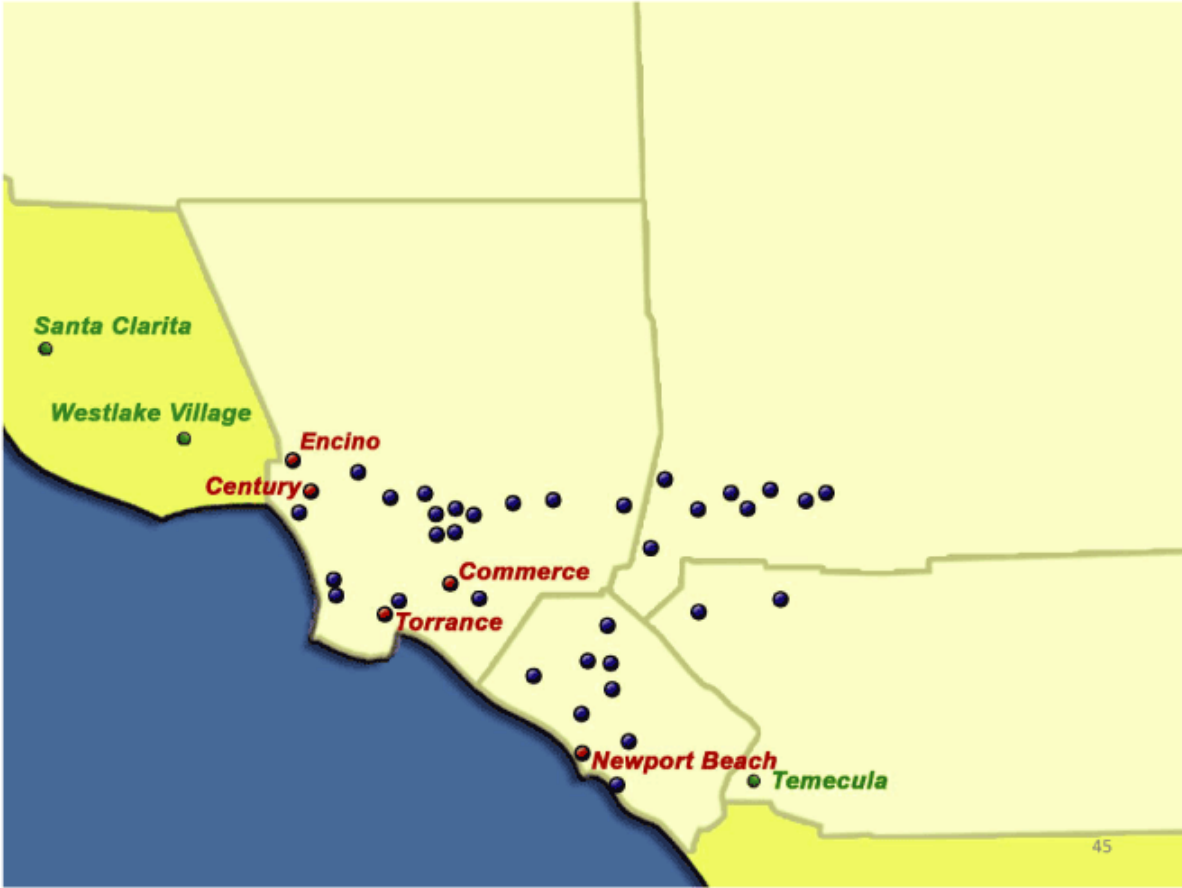 Santa Clarita
Westlake Village
Encino
Century
Commerce
Torrance
Newport Beach
Temecula
45